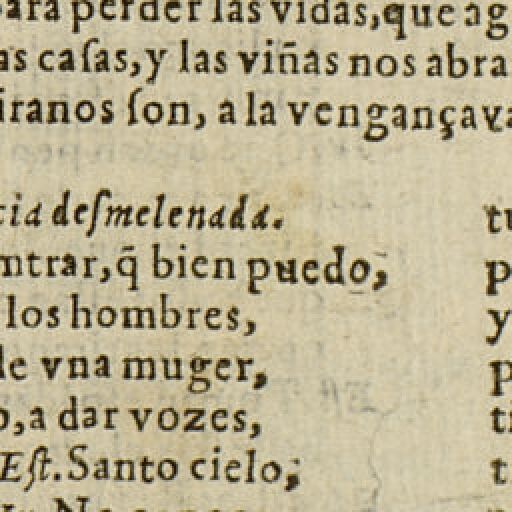 para perder las vidas,que ag
as caſas,y las viñas nos abra
iranos ſon, a la vengança va
cia deſmelenada.
ntrar,q̃ bien puedo,
los hombres,
de vna muger,
o,a dar vozes,
Eſt.Santo cielo,
tu
p
y
p
ti
t